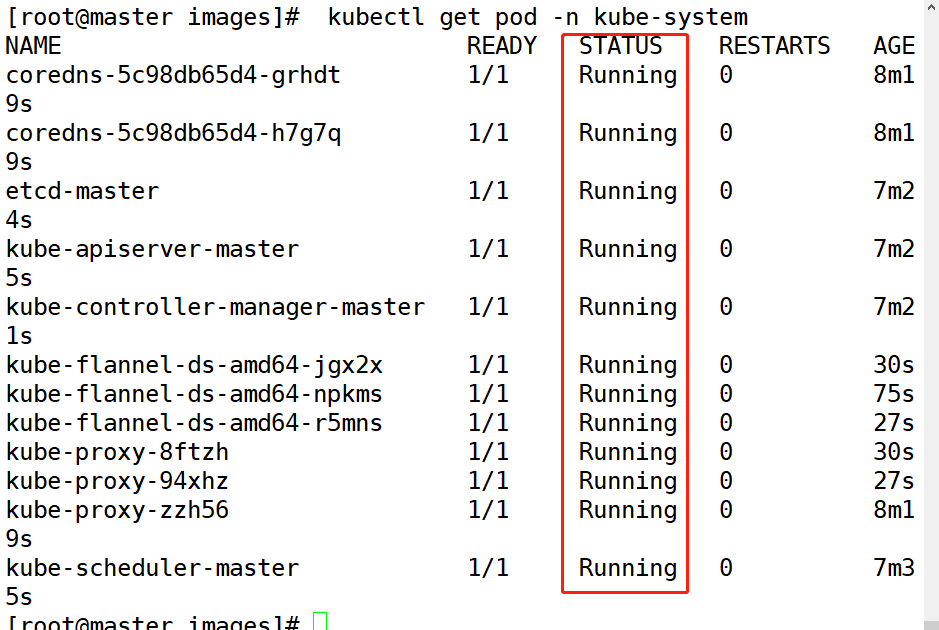 [root@master images]#  kubectl get pod -n kube-system
NAME                             READY   STATUS    RESTARTS   AGE
coredns-5c98db65d4-grhdt         1/1     Running   0          8m1
9s
coredns-5c98db65d4-h7g7q         1/1     Running   0          8m1
9s
etcd-master                      1/1     Running   0          7m2
4s
kube-apiserver-master            1/1     Running   0          7m2
5s
kube-controller-manager-master   1/1     Running   0          7m2
1s
kube-flannel-ds-amd64-jgx2x      1/1     Running   0          30s
kube-flannel-ds-amd64-npkms      1/1     Running   0          75s
kube-flannel-ds-amd64-r5mns      1/1     Running   0          27s
kube-proxy-8ftzh                 1/1     Running   0          30s
kube-proxy-94xhz                 1/1     Running   0          27s
kube-proxy-zzh56                 1/1     Running   0          8m1
9s
kube-scheduler-master            1/1     Running   0          7m3
5s
[root@master images]#